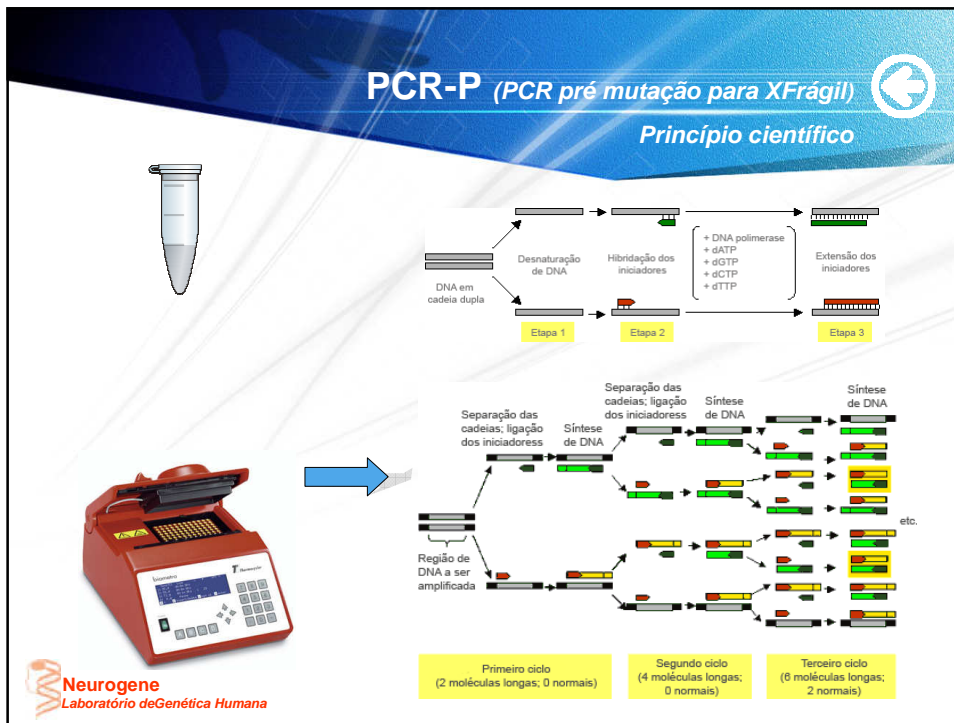 PCR-P (PCR pré mutação para XFrágil)
Princípio científico
DNA em
cadeia dupla
Desnaturação
de DNA
Hibridação dos
iniciadores
+ DNA polimerase
+ dATP
+ dGTP
+ dCTP
+ dTTP
Extensão dos
iniciadores
Etapa 1
Etapa 2
Etapa 3
Separação das
cadeias; ligação
dos iniciadoress
Síntese
de DNA
Separação das
cadeias; ligação
dos iniciadoress
Síntese
de DNA
Síntese
de DNA
Região de
DNA a ser
amplificada
etc.
Primeiro ciclo
(2 moléculas longas; 0 normais)
Segundo ciclo
(4 moléculas longas;
0 normais)
Terceiro ciclo
(6 moléculas longas;
2 normais)
biometra
Thermocycler
Neurogene
Laboratório deGenética Humana